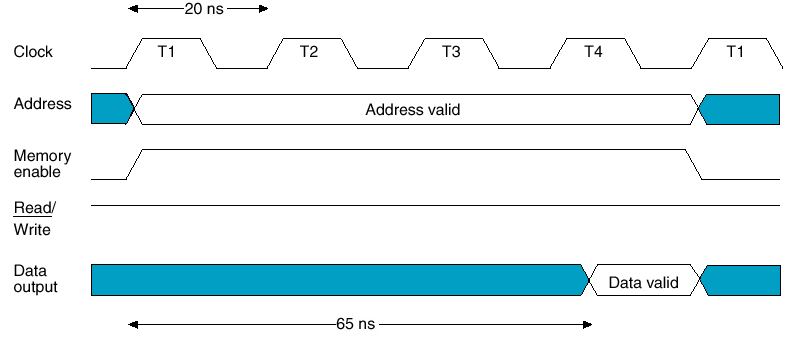 20 ns
Clock T1 T2 T3 T4 T1
Address Address valid
Memory
enable
Read/
Write
Data
output Data valid
65 ns